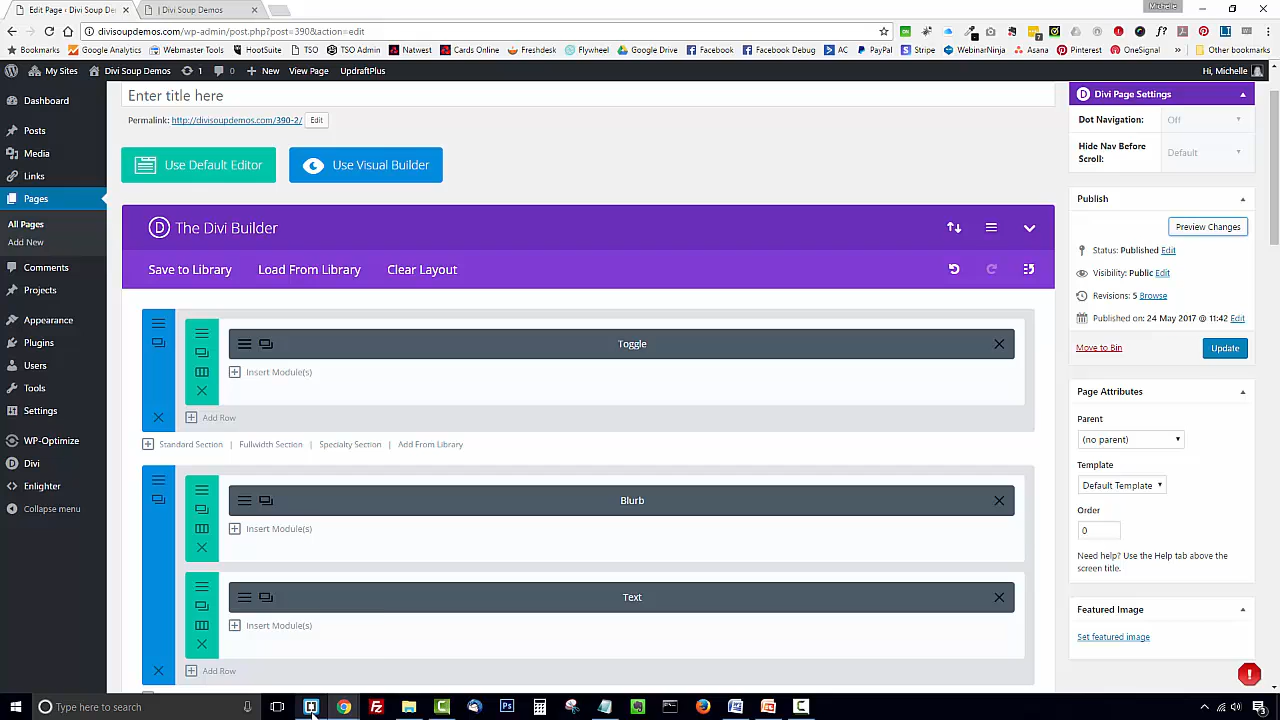 Michelle
Edit Page ‹ Divi Soup De
| Divi Soup Demos
divisoupdemos.com/wp-admin/post.php?post=390&action=edit
Bookmarks
Google Analytics
Webmaster Tools
HootSuite
TSO
TSO Admin
Natwest
Cards Online
Freshdesk
Flywheel
Google Drive
Facebook
Facebook Debug
AC
PayPal
Stripe
WebinarNinja
Asana
Pinterest
OneSignal
»
Other bookmarks
My Sites
Divi Soup Demos
1
0
New
View Page
UpdraftPlus
Hi, Michelle
Dashboard
Posts
Media
Links
Pages
All Pages
Add New
Comments
Projects
Appearance
Plugins
Users
Tools
Settings
WP-Optimize
Divi
Enlighter
Collapse menu
Enter title here
Permalink: http://divisoupdemos.com/390-2/ Edit
Use Default Editor
Use Visual Builder
D The Divi Builder
Save to Library
Load From Library
Clear Layout
Toggle
Insert Module(s)
Add Row
Standard Section | Fullwidth Section | Specialty Section | Add From Library
Blurb
Insert Module(s)
Text
Insert Module(s)
Add Row
D Divi Page Settings
Dot Navigation: Off
Hide Nav Before Scroll: Default
Publish
Preview Changes
Status: Published Edit
Visibility: Public Edit
Revisions: 5 Browse
Published on: 24 May 2017 @ 11:42 Edit
Move to Bin
Update
Page Attributes
Parent
(no parent)
Template
Default Template
Order
0
Need help? Use the Help tab above the
screen title.
Featured Image
Set featured image
Type here to search